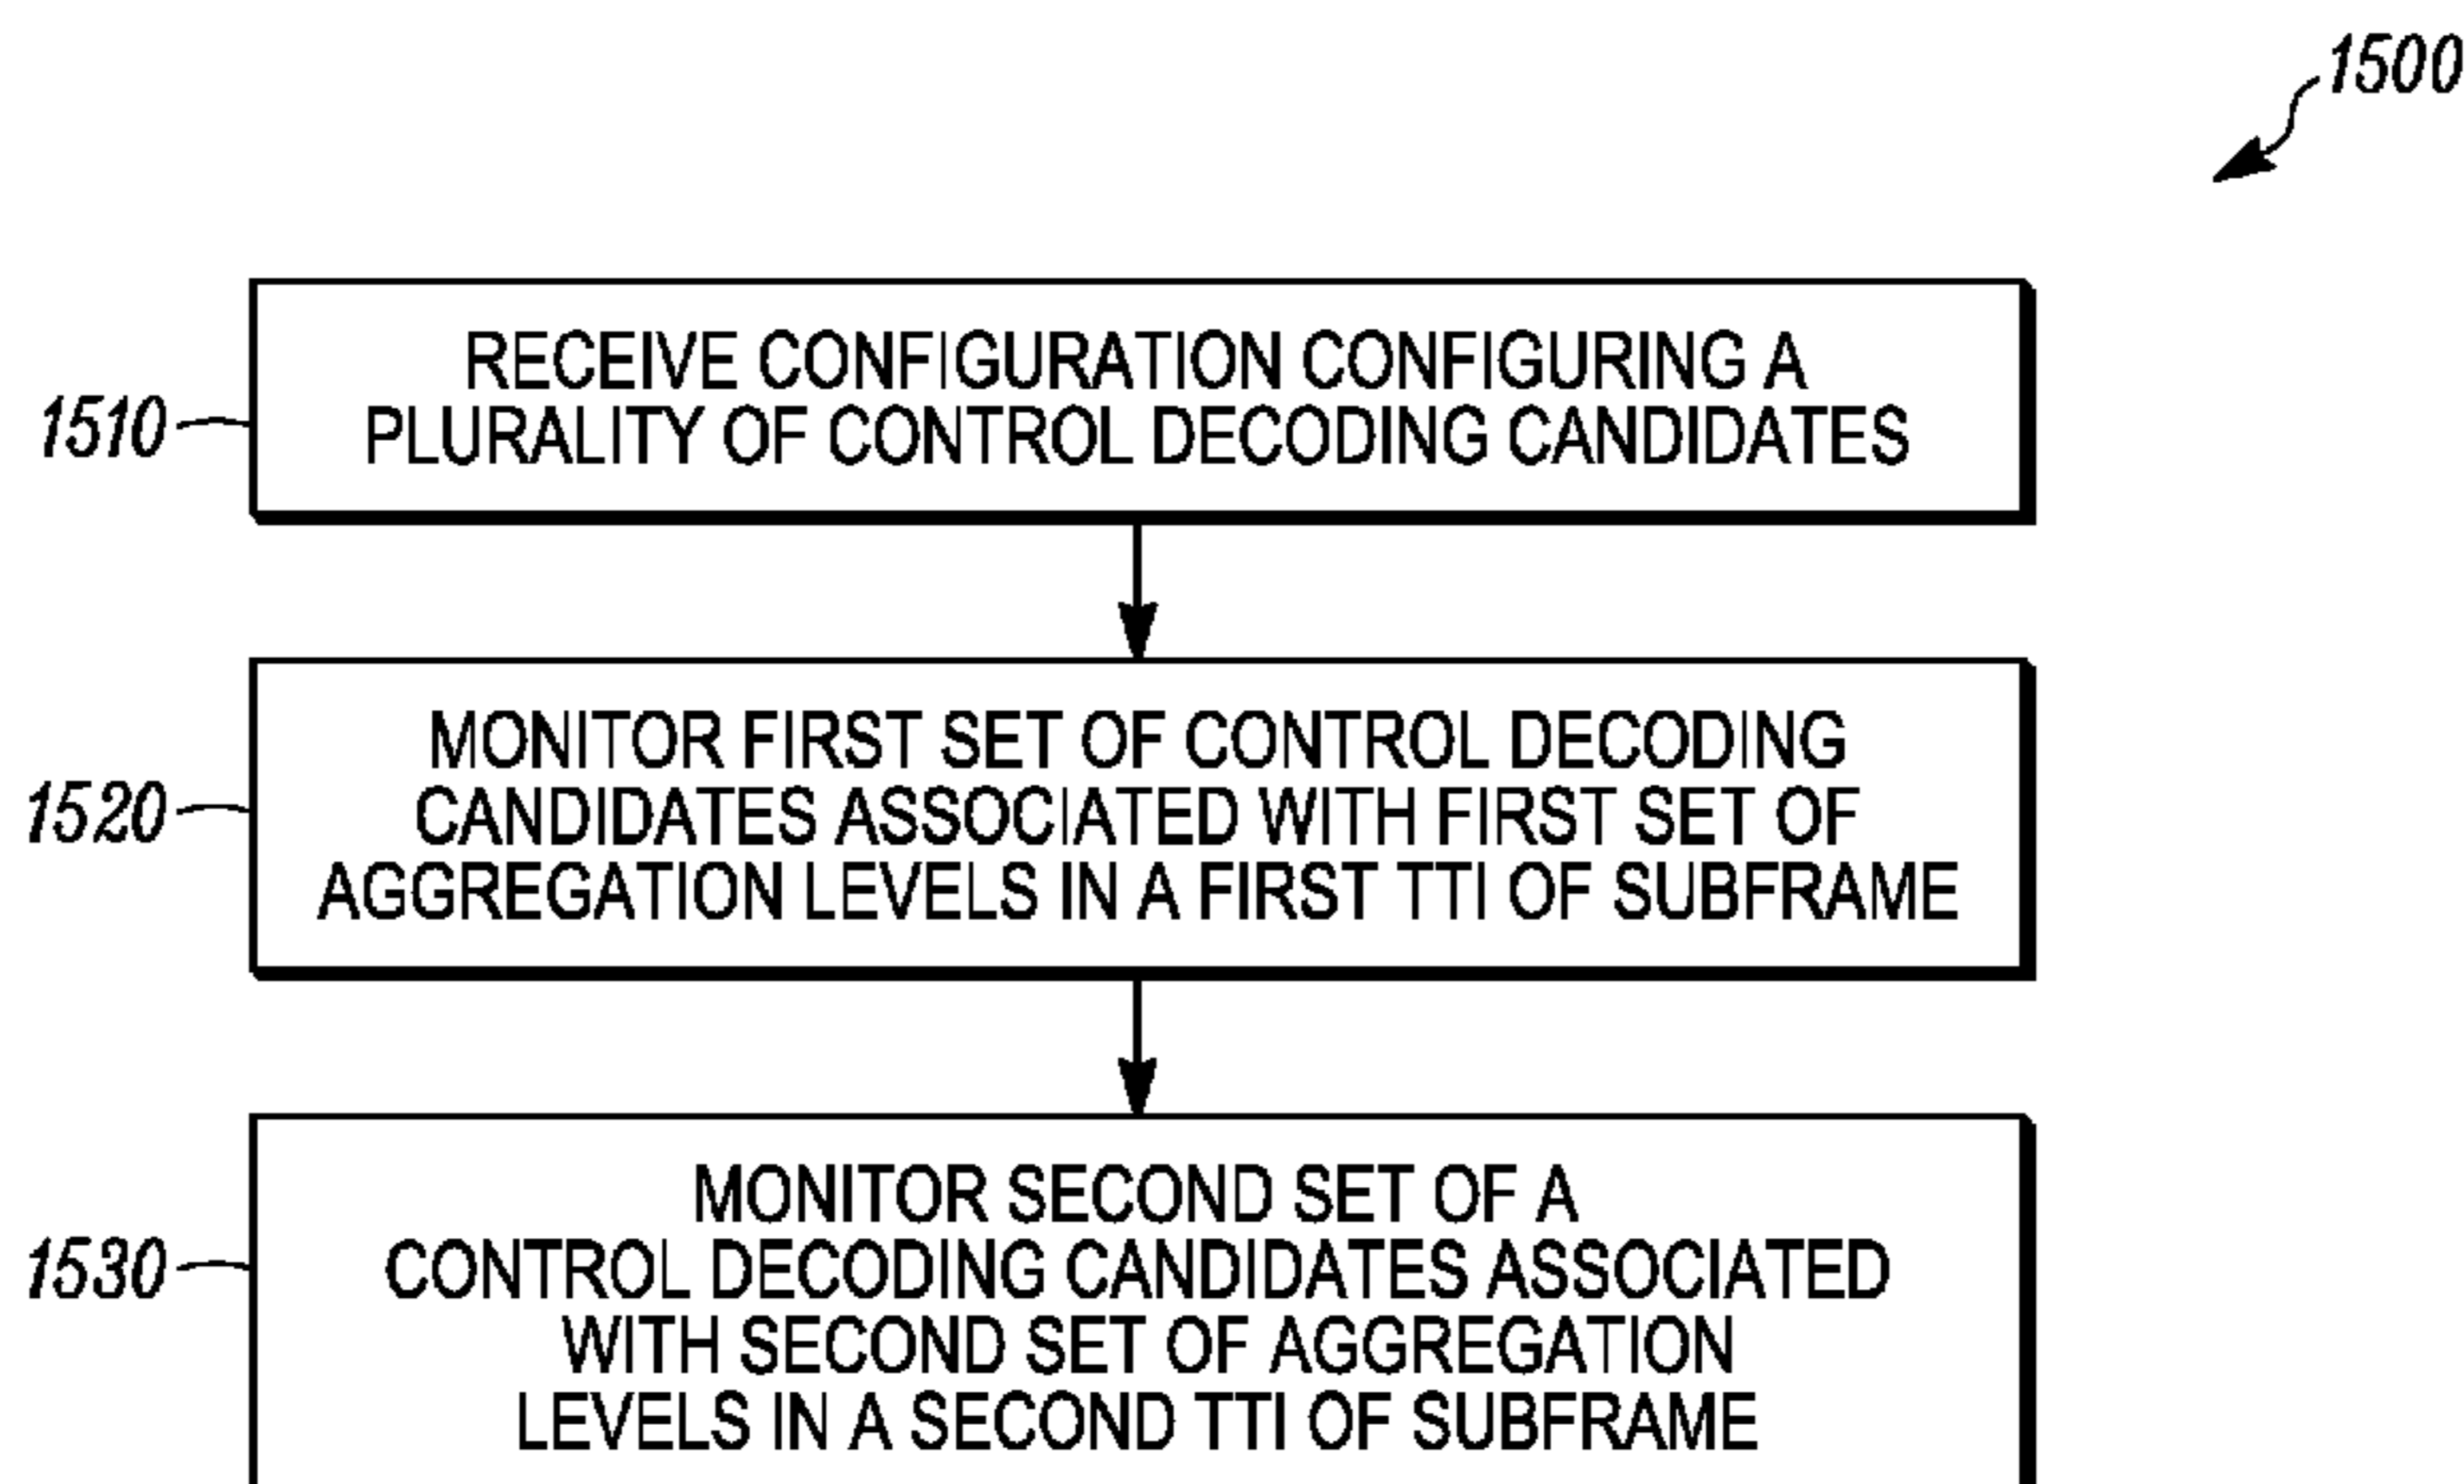 1500
RECEIVE CONFIGURATION CONFIGURING A
1510
PLURALITY OF CONTROL DECODING CANDIDATES
MONITOR FIRST SET OF CONTROL DECODING
1520
CANDIDATES ASSOCIATED WITH FIRST SET OF
AGGREGATION LEVELS IN A FIRST TTI OF SUBFRAME
MONITOR SECOND SET OF A
1530
CONTROL DECODING CANDIDATES ASSOCIATED
WITH SECOND SET OF AGGREGATION
LEVELS IN A SECOND TTI OF SUBFRAME